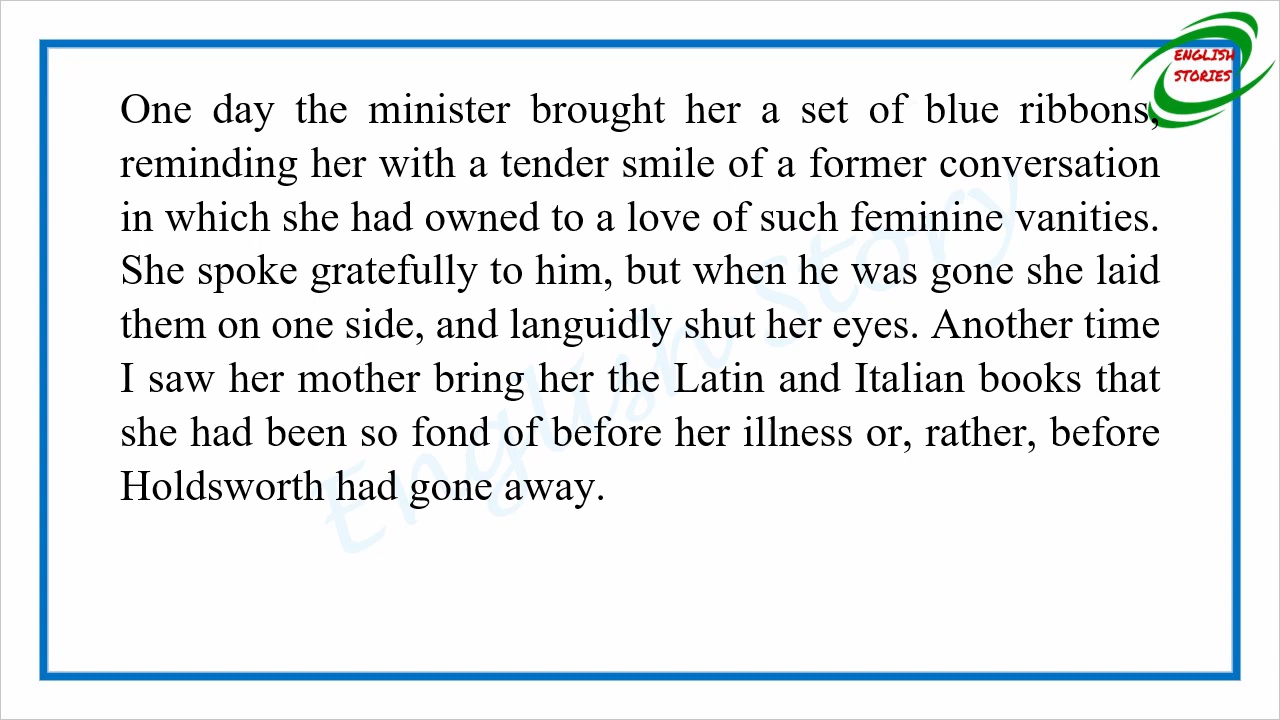 ENGLISH
STORIES
One day the minister brought her a set of blue ribbons,
reminding her with a tender smile of a former conversation
in which she had owned to a love of such feminine vanities.
She spoke gratefully to him, but when he was gone she laid
them on one side, and languidly shut her eyes. Another time
I saw her mother bring her the Latin and Italian books that
she had been so fond of before her illness or, rather, before
Holdsworth had gone away.
English Story